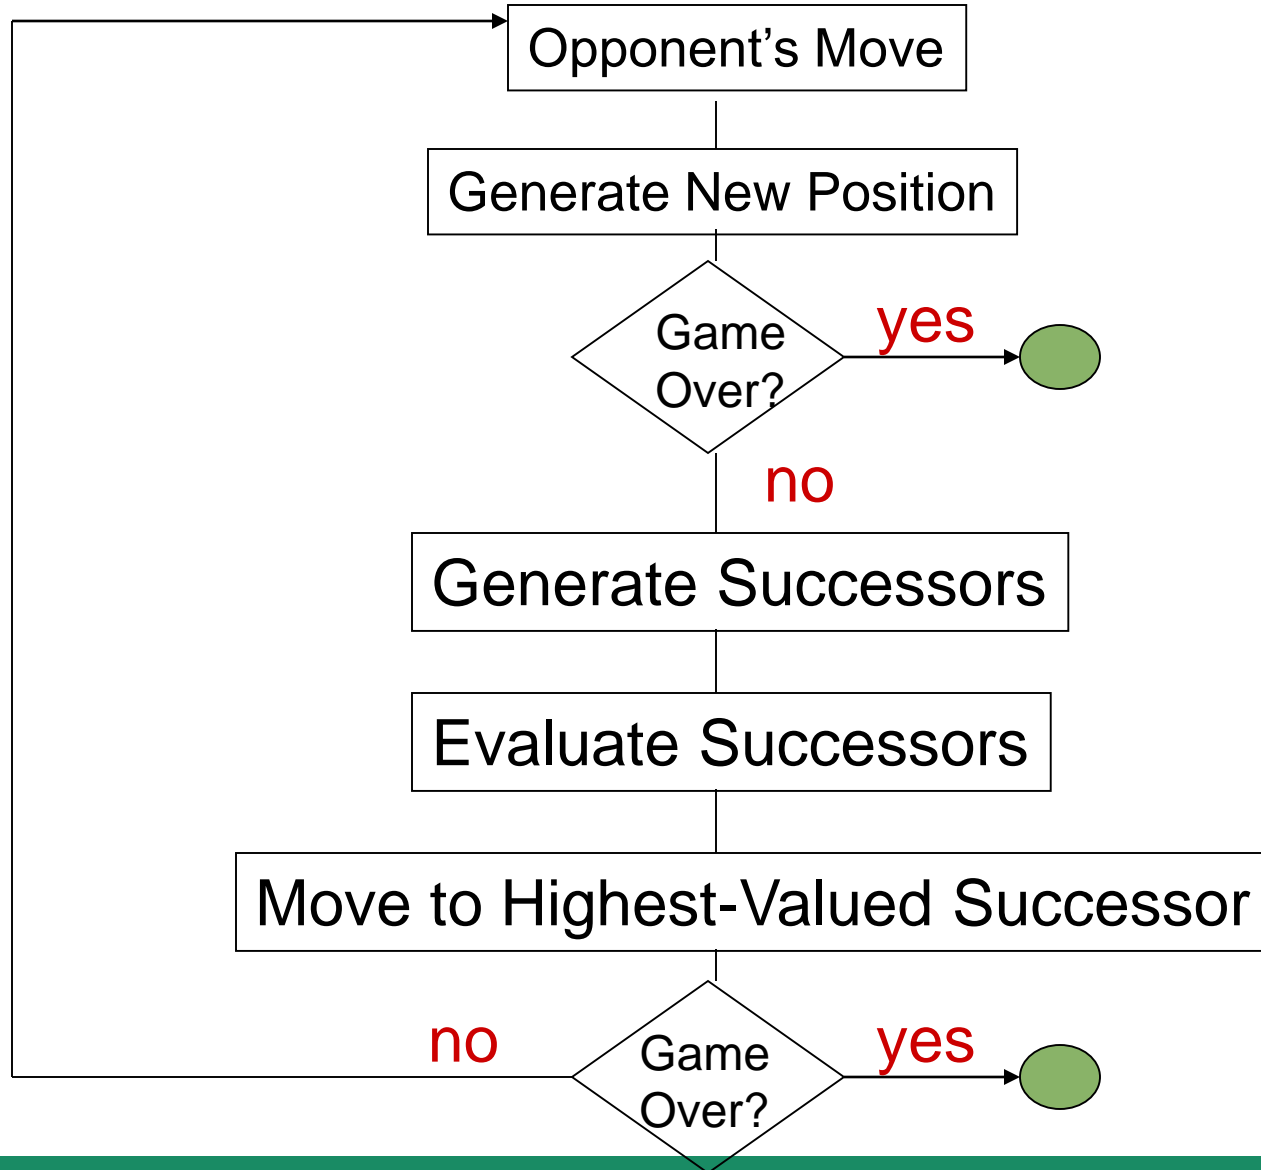 Opponent’s Move
Generate New Position
Game
Over?
yes
no
Generate Successors
Evaluate Successors
Move to Highest-Valued Successor
no
Game
Over?
yes